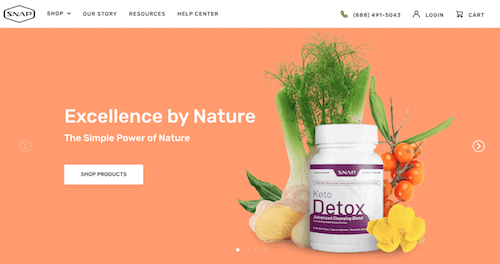 SNAP
SHOP
OUR STORY
RESOURCES
HELP CENTER
(888) 491-5043
LOGIN
CART
Excellence by Nature
The Simple Power of Nature
SHOP PRODUCTS
SNAP
Keto
Detox
Advanced Cleansing Blend